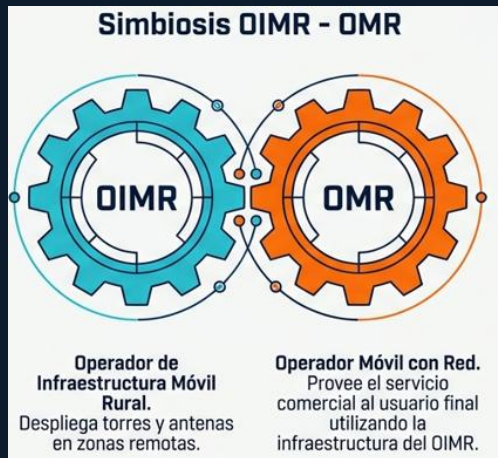 Simbiosis OIMR - OMR
OIMR
OMR
Operador de
Infraestructura Móvil
Rural.
Despliega torres y antenas
en zonas remotas.
Operador Móvil con Red.
Provee el servicio
comercial al usuario final
utilizando la
infraestructura del OIMR.